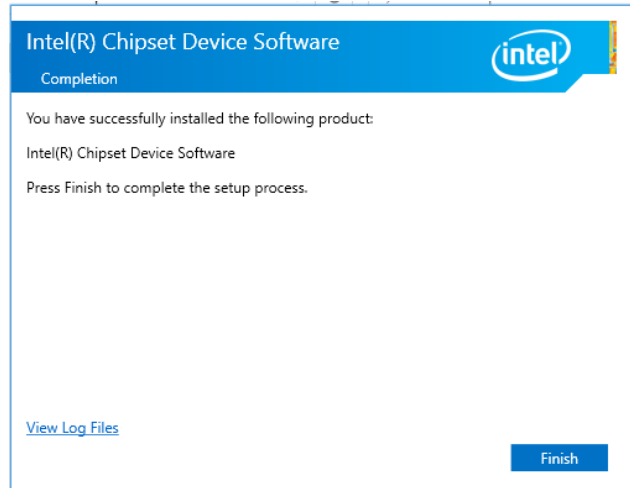 Intel(R) Chipset Device Software
intel
Completion
You have successfully installed the following product:
Intel(R) Chipset Device Software
Press Finish to complete the setup process.
View Log Files
Finish